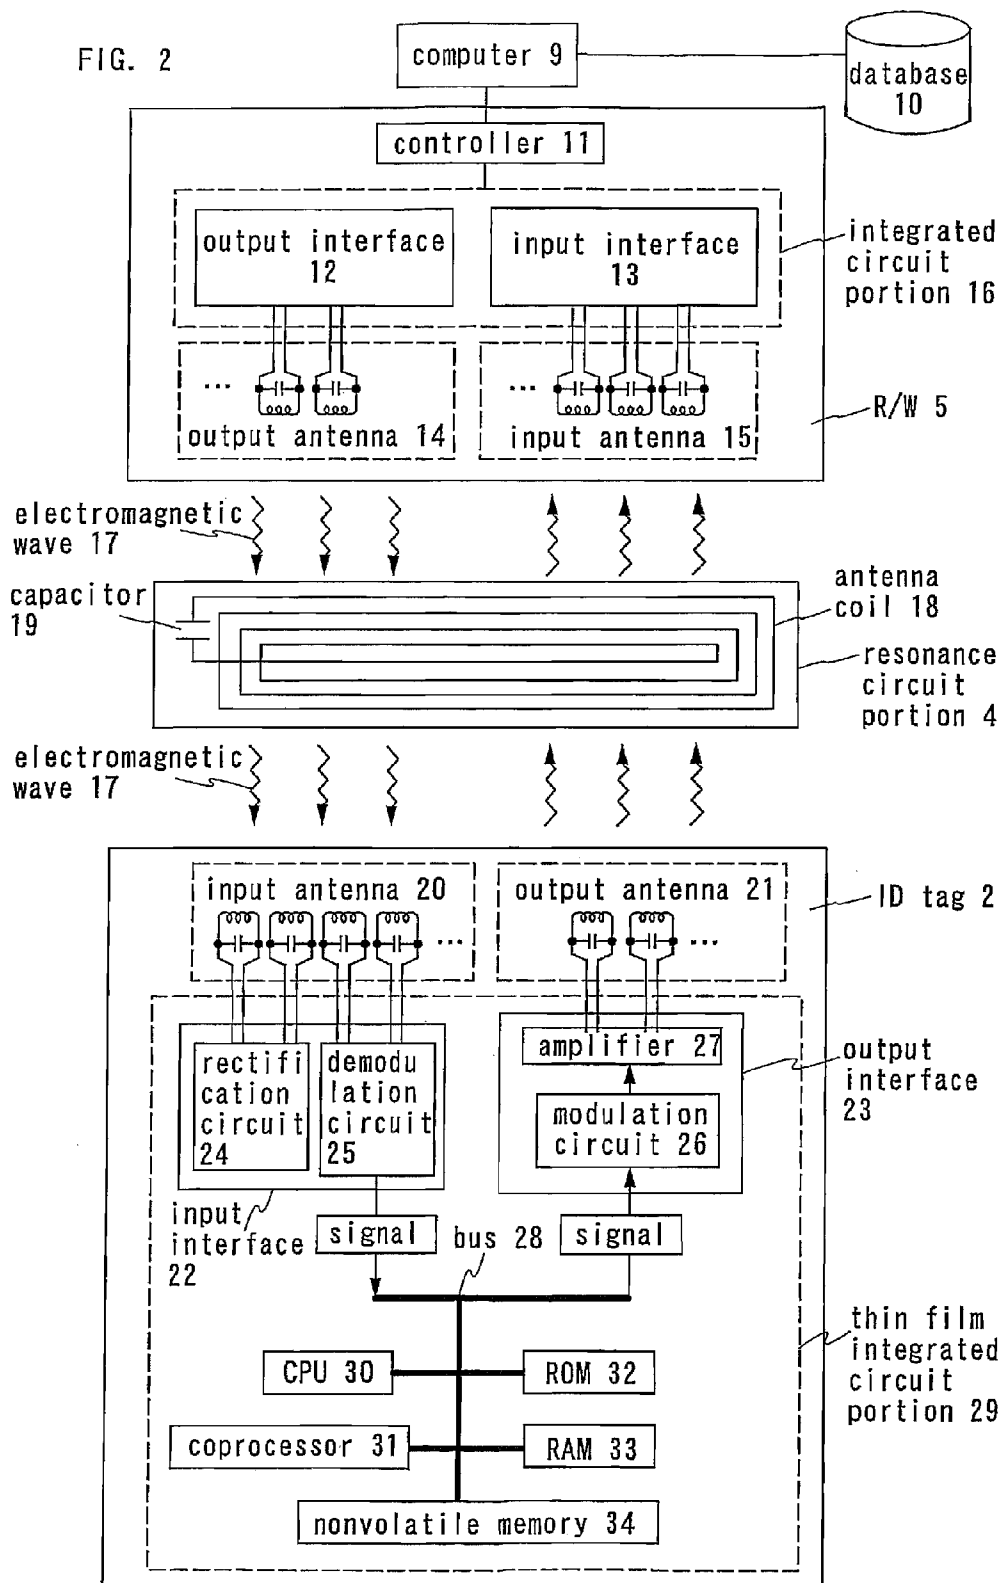 FIG. 2
computer 9
database
10
controller 11
output interface
12
input interface
13
integrated
circuit
portion 16
...
...
output antenna 14
input antenna 15
R/W 5
electromagnetic
wave 17
capacitor
19
antenna
coil 18
resonance
circuit
portion 4
electromagnetic
wave 17
input antenna 20
output antenna 21
ID tag 2
...
...
rectifi
cation
circuit
24
demodu
lation
circuit
25
amplifier 27
modulation
circuit 26
output
interface
23
input
interface
22
signal
bus 28
signal
thin film
integrated
circuit
portion 29
CPU 30
ROM 32
coprocessor 31
RAM 33
nonvolatile memory 34